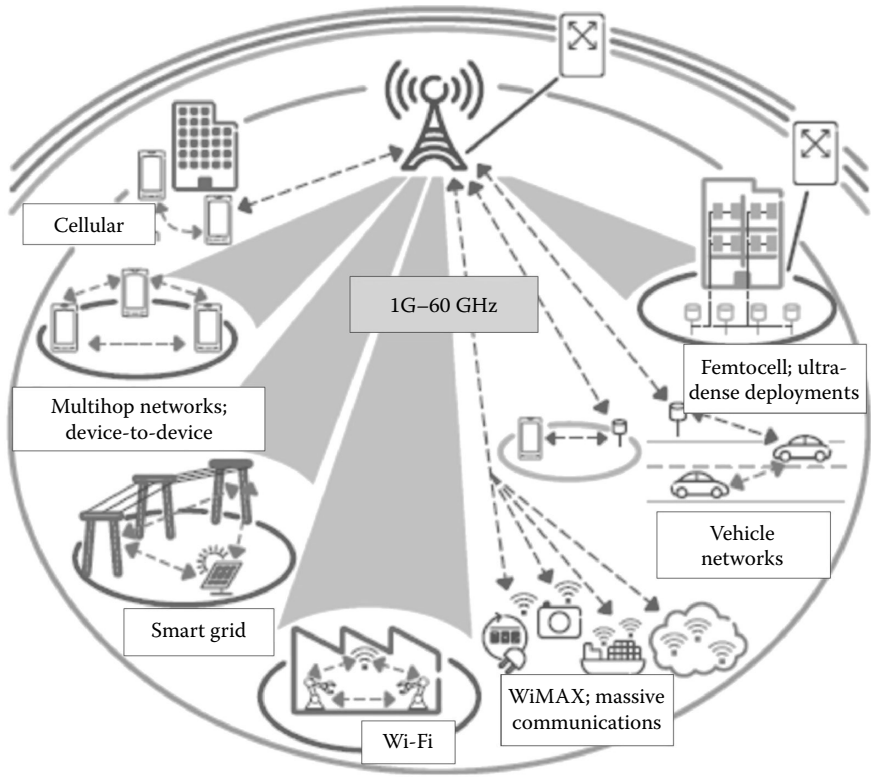 Cellular
1G–60 GHz
Femtocell; ultra-
dense deployments
Multihop networks;
device-to-device
Vehicle
networks
Smart grid
WiMAX; massive
communications
Wi-Fi